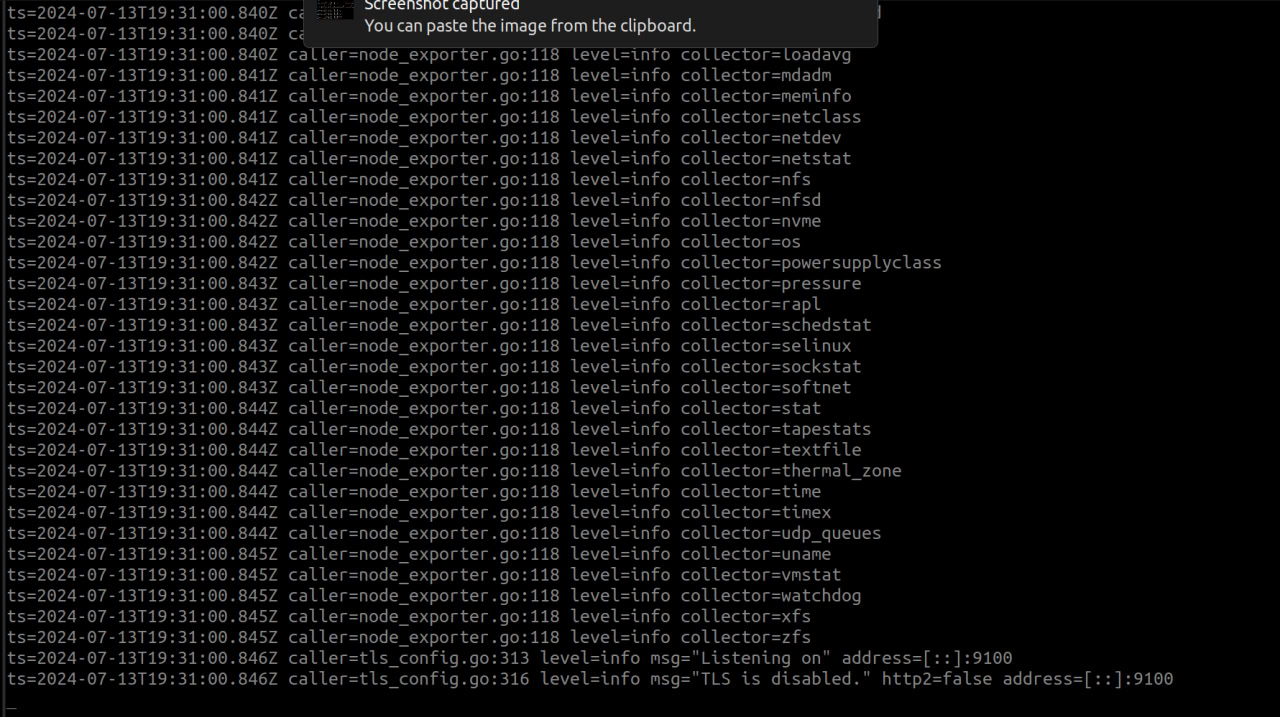 Screenshot captured
You can paste the image from the clipboard.
ts=2024-07-13T19:31:00.840Z
ts=2024-07-13T19:31:00.840Z
ts=2024-07-13T19:31:00.840Z caller=node_exporter.go:118 level=info collector=loadavg
ts=2024-07-13T19:31:00.841Z caller=node_exporter.go:118 level=info collector=mdadm
ts=2024-07-13T19:31:00.841Z caller=node_exporter.go:118 level=info collector=meminfo
ts=2024-07-13T19:31:00.841Z caller=node_exporter.go:118 level=info collector=netclass
ts=2024-07-13T19:31:00.841Z caller=node_exporter.go:118 level=info collector=netdev
ts=2024-07-13T19:31:00.841Z caller=node_exporter.go:118 level=info collector=netstat
ts=2024-07-13T19:31:00.841Z caller=node_exporter.go:118 level=info collector=nfs
ts=2024-07-13T19:31:00.842Z caller=node_exporter.go:118 level=info collector=nfsd
ts=2024-07-13T19:31:00.842Z caller=node_exporter.go:118 level=info collector=nvme
ts=2024-07-13T19:31:00.842Z caller=node_exporter.go:118 level=info collector=os
ts=2024-07-13T19:31:00.842Z caller=node_exporter.go:118 level=info collector=powersupplyclass
ts=2024-07-13T19:31:00.843Z caller=node_exporter.go:118 level=info collector=pressure
ts=2024-07-13T19:31:00.843Z caller=node_exporter.go:118 level=info collector=rapl
ts=2024-07-13T19:31:00.843Z caller=node_exporter.go:118 level=info collector=schedstat
ts=2024-07-13T19:31:00.843Z caller=node_exporter.go:118 level=info collector=selinux
ts=2024-07-13T19:31:00.843Z caller=node_exporter.go:118 level=info collector=sockstat
ts=2024-07-13T19:31:00.843Z caller=node_exporter.go:118 level=info collector=softnet
ts=2024-07-13T19:31:00.844Z caller=node_exporter.go:118 level=info collector=stat
ts=2024-07-13T19:31:00.844Z caller=node_exporter.go:118 level=info collector=tapestats
ts=2024-07-13T19:31:00.844Z caller=node_exporter.go:118 level=info collector=textfile
ts=2024-07-13T19:31:00.844Z caller=node_exporter.go:118 level=info collector=thermal_zone
ts=2024-07-13T19:31:00.844Z caller=node_exporter.go:118 level=info collector=time
ts=2024-07-13T19:31:00.844Z caller=node_exporter.go:118 level=info collector=timex
ts=2024-07-13T19:31:00.844Z caller=node_exporter.go:118 level=info collector=udp_queues
ts=2024-07-13T19:31:00.845Z caller=node_exporter.go:118 level=info collector=uname
ts=2024-07-13T19:31:00.845Z caller=node_exporter.go:118 level=info collector=vmstat
ts=2024-07-13T19:31:00.845Z caller=node_exporter.go:118 level=info collector=watchdog
ts=2024-07-13T19:31:00.845Z caller=node_exporter.go:118 level=info collector=xfs
ts=2024-07-13T19:31:00.845Z caller=node_exporter.go:118 level=info collector=zfs
ts=2024-07-13T19:31:00.846Z caller=tls_config.go:313 level=info msg="Listening on" address=[::]:9100
ts=2024-07-13T19:31:00.846Z caller=tls_config.go:316 level=info msg="TLS is disabled." http2=false address=[::]:9100